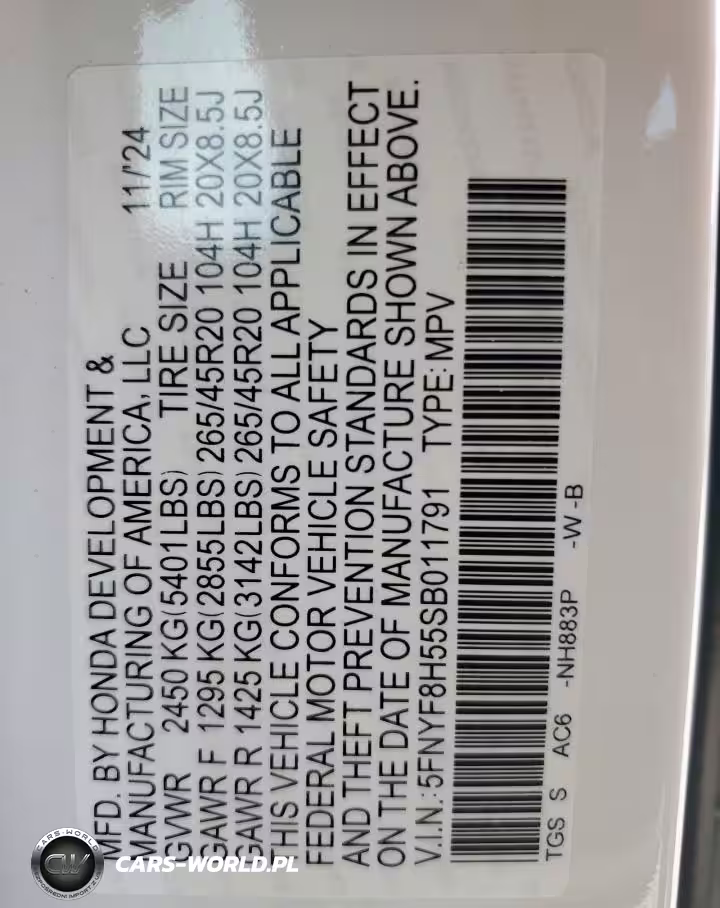 MFD. BY HONDA DEVELOPMENT &
MANUFACTURING OF AMERICA, LLC 11/'24
GVWR 2450 KG(5401LBS) TIRE SIZE RIM SIZE
GAWR F 1295 KG(2855LBS) 265/45R20 104H 20X8.5J
GAWR R 1425 KG(3142LBS) 265/45R20 104H 20X8.5J
THIS VEHICLE CONFORMS TO ALL APPLICABLE
FEDERAL MOTOR VEHICLE SAFETY
AND THEFT PREVENTION STANDARDS IN EFFECT
ON THE DATE OF MANUFACTURE SHOWN ABOVE.
V.I.N.:5FNYF8H55SB011791 TYPE:MPV
TGS S AC6 -NH883P -W -B
CARS-WORLD
CW
CARS-WORLD.PL